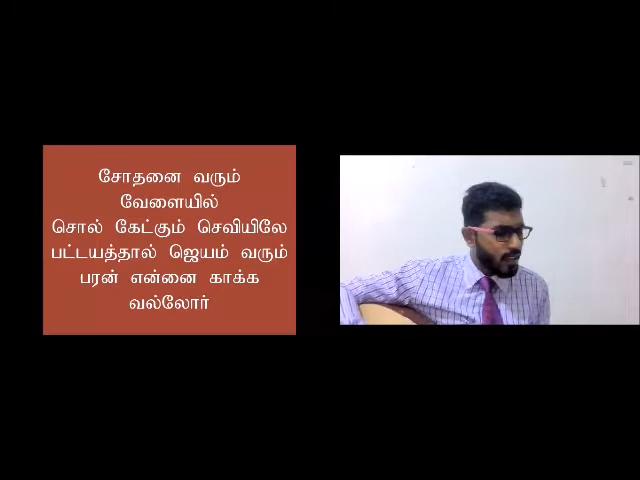 சோதனை வரும்
வேளையில்
சொல் கேட்கும் செவியிலே
பட்டயத்தால் ஜெயம் வரும்
பரன் என்னை காக்க
வல்லோர்